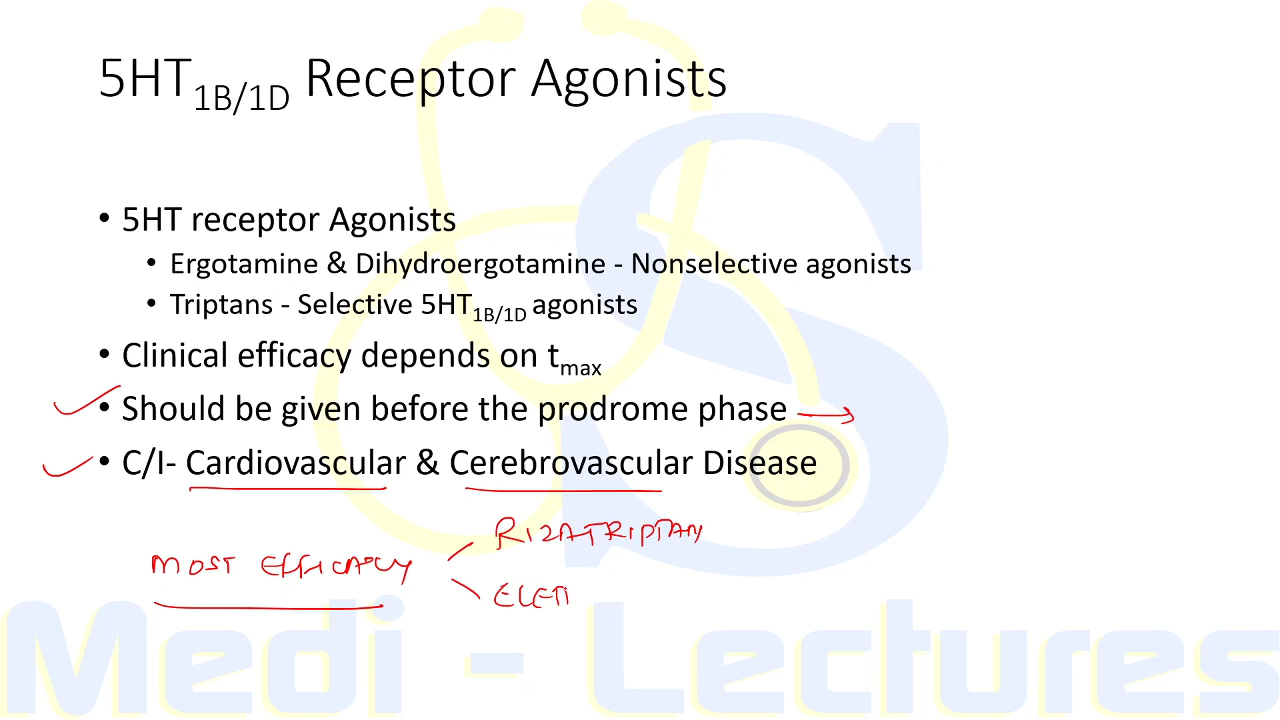 5HT1B/1D Receptor Agonists
• 5HT receptor Agonists
• Ergotamine & Dihydroergotamine - Nonselective agonists
• Triptans - Selective 5HT1B/1D agonists
• Clinical efficacy depends on tmax
• Should be given before the prodrome phase
• C/I- Cardiovascular & Cerebrovascular Disease
RIZATRIPTAN
MOST EFFICACY
ELET
Medi - Lectures